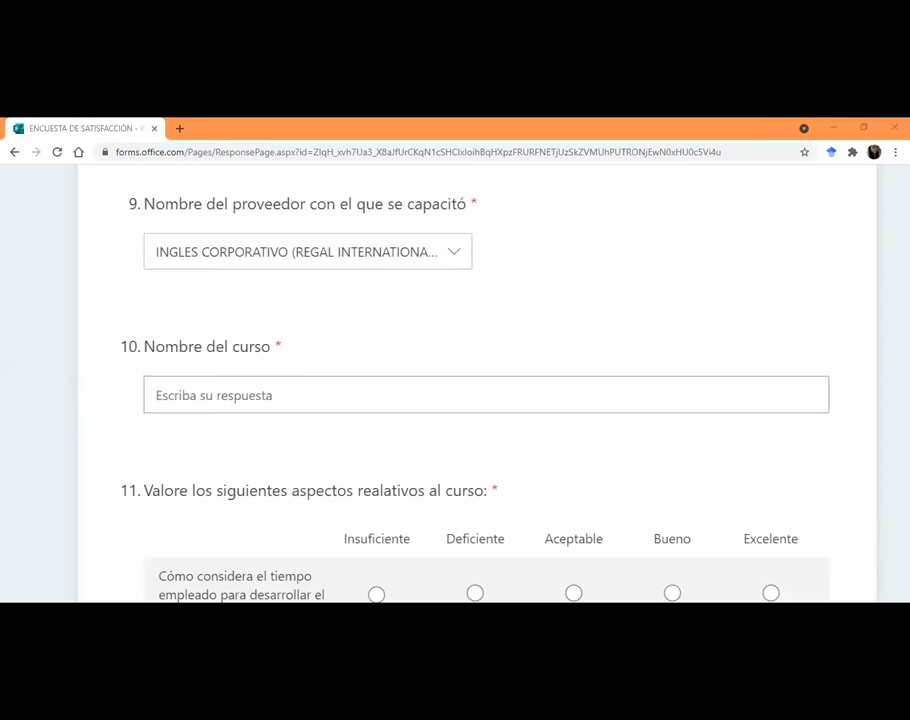 ENCUESTA DE SATISFACCIÓN -
forms.office.com/Pages/ResponsePage.aspx?id=ZIqH_xvh7Ua3_X8aJfUrCKqN1cSHClxIoihBqHXpzFRURFNETjUzSkZVMUhPUTRONjEwN0xHU0c5Vi4u
9. Nombre del proveedor con el que se capacitó *
INGLES CORPORATIVO (REGAL INTERNATIONA...
10. Nombre del curso *
Escriba su respuesta
11. Valore los siguientes aspectos realativos al curso: *
Insuficiente Deficiente Aceptable Bueno Excelente
Cómo considera el tiempo
empleado para desarrollar el